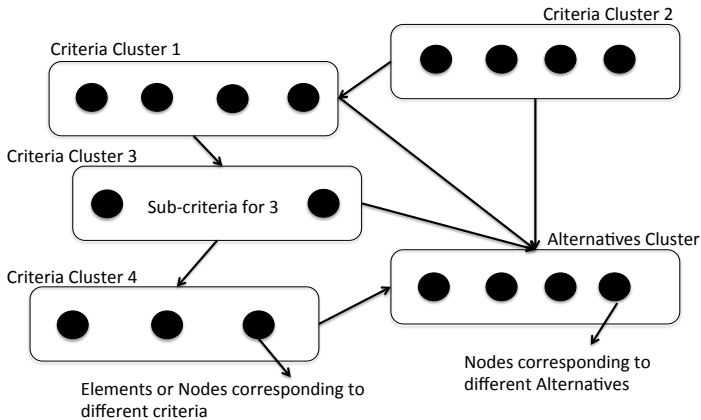 Criteria Cluster 2
Criteria Cluster 1
Criteria Cluster 3
Sub-criteria for 3
Alternatives Cluster
Criteria Cluster 4
Nodes corresponding to
different Alternatives
Elements or Nodes corresponding to
different criteria